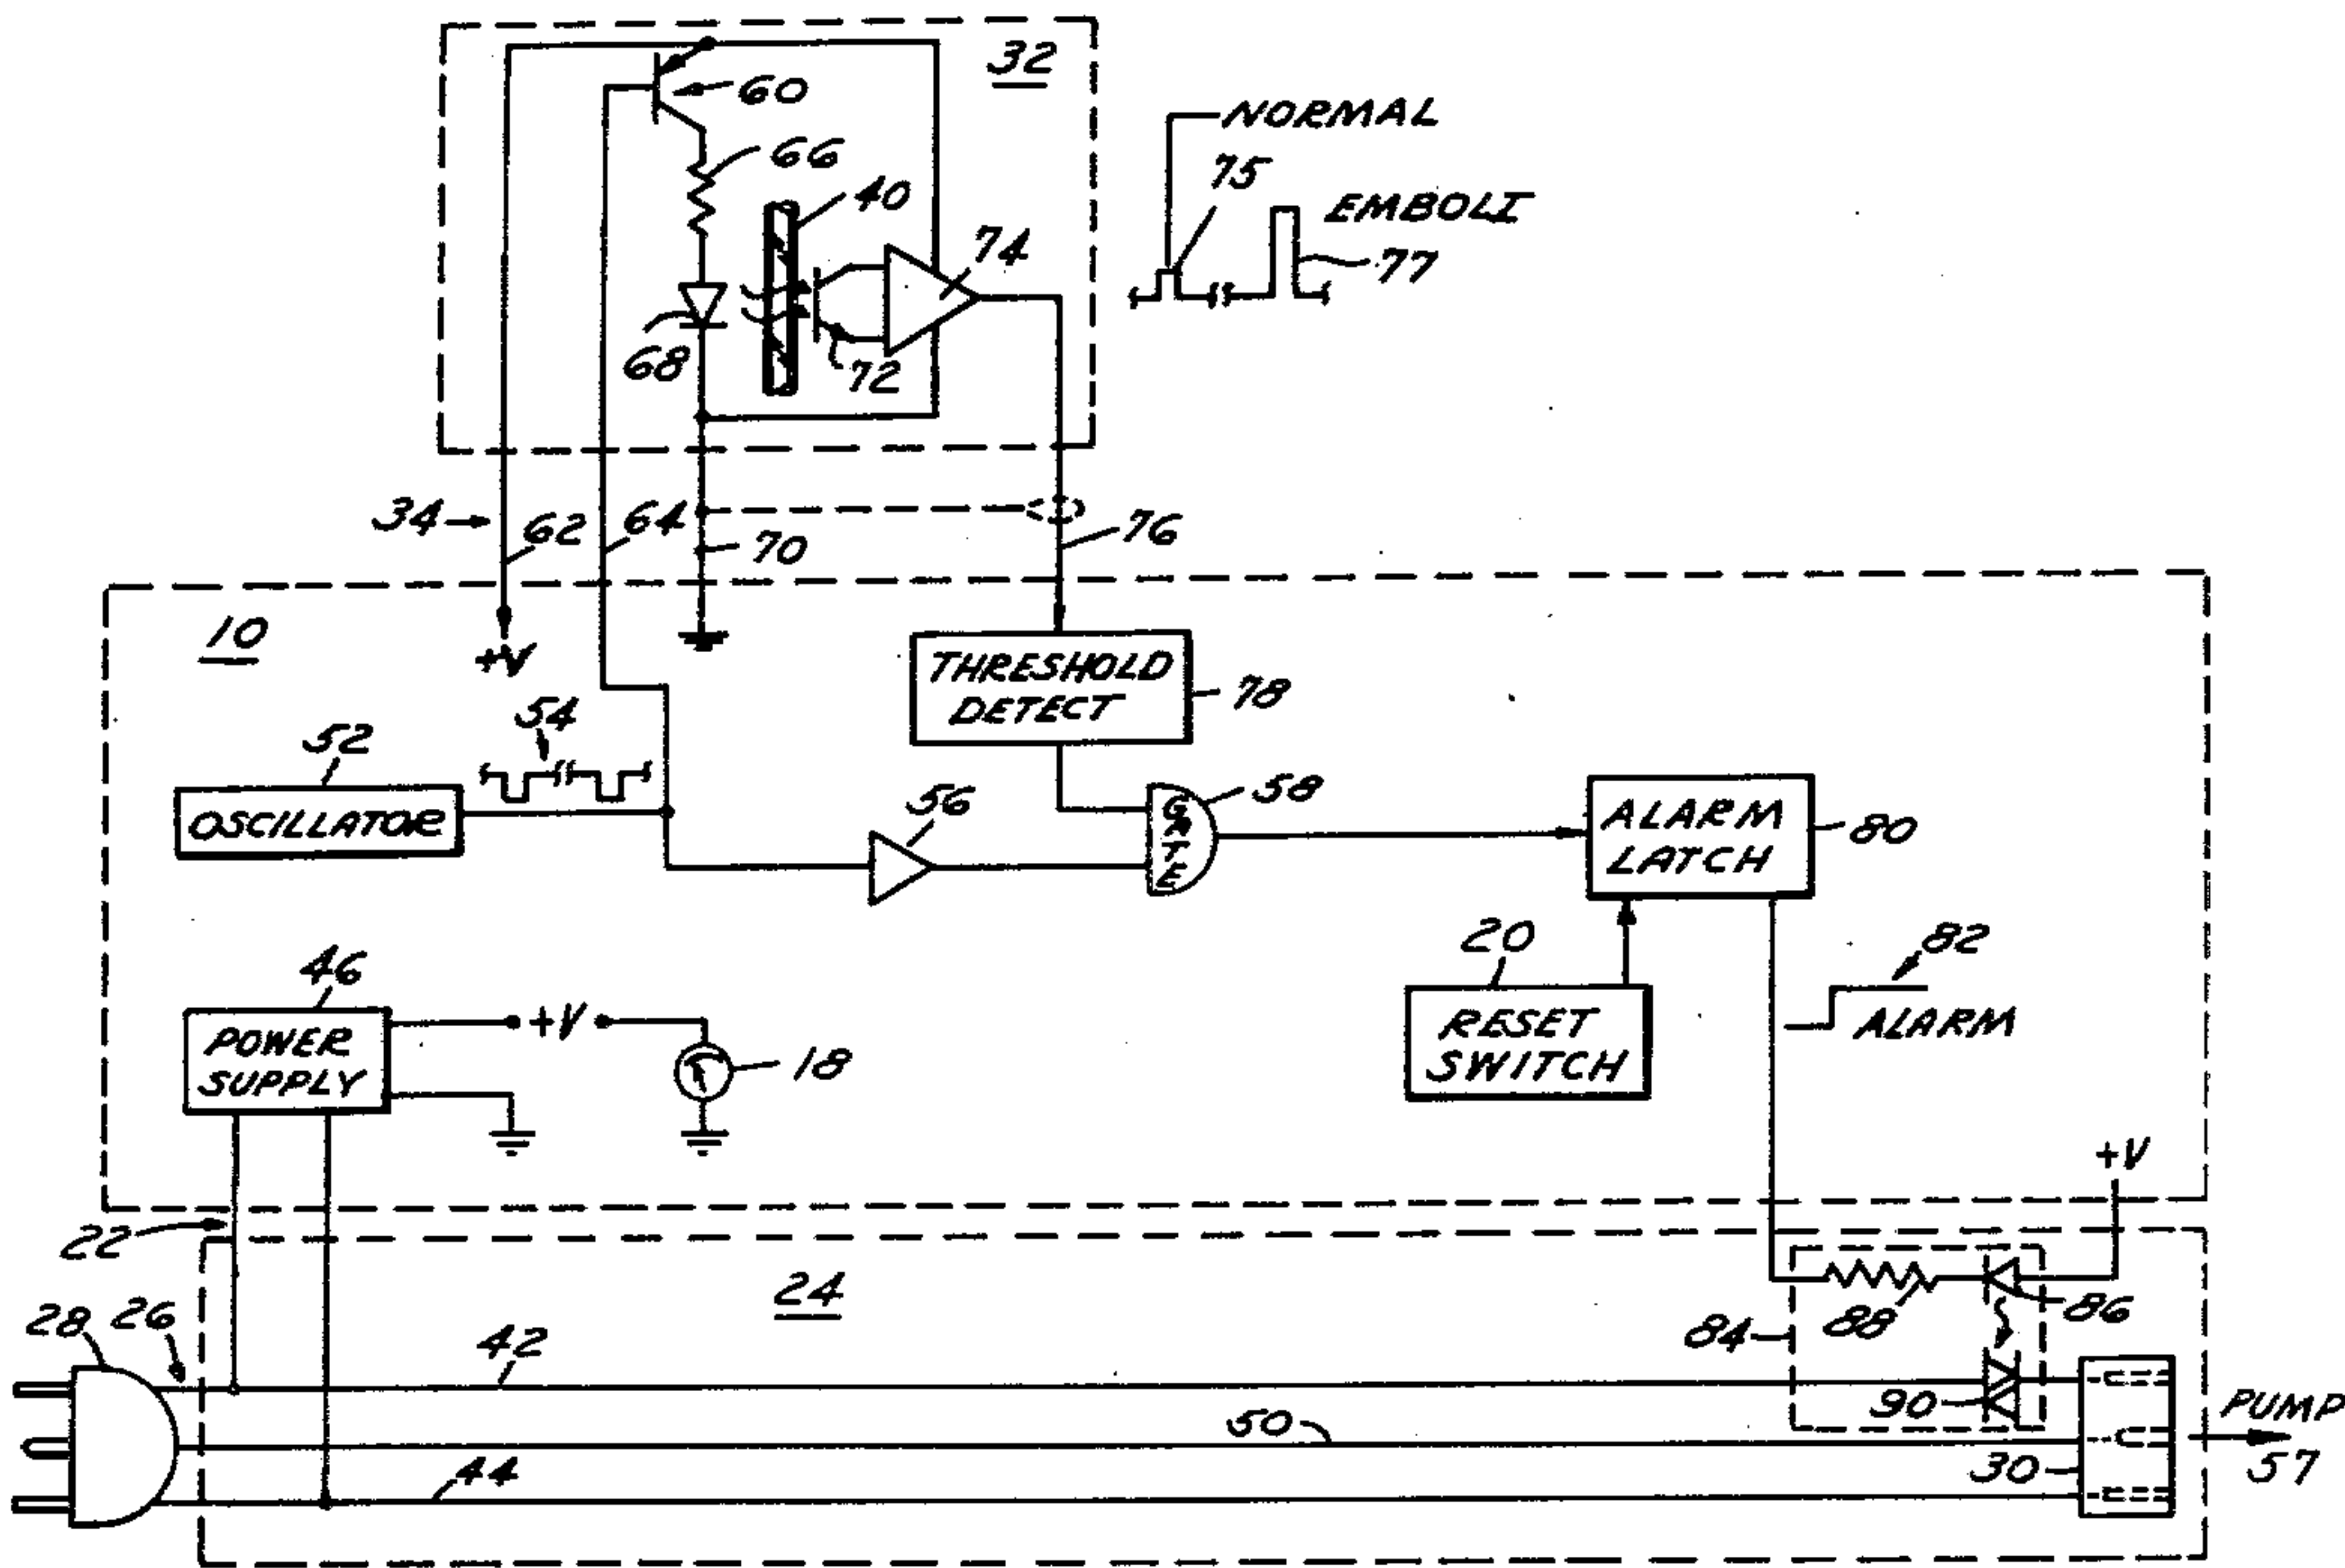 32
60
NORMAL
66
75
40
EMBOLI
74
77
68
72
34
62
64
70
76
10
+V
THRESHOLD
DETECT
78
54
52
OSCILLATOR
56
58
GATE
ALARM
LATCH
80
46
20
82
POWER
SUPPLY
+V
18
RESET
SWITCH
ALARM
+V
22
24
28
26
42
84
88
86
90
50
PUMP
44
30
57